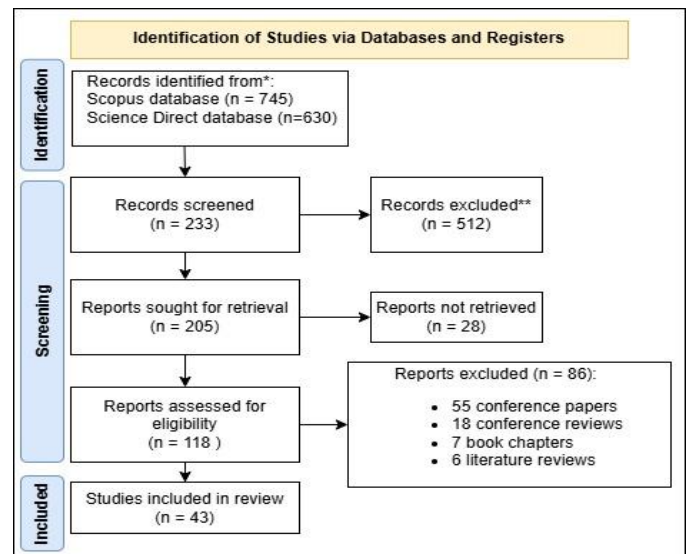 Identification of Studies via Databases and Registers
Identification
Records identified from*:
Scopus database (n = 745)
Science Direct database (n=630)
Screening
Records screened
(n = 233)
Records excluded**
(n = 512)
Reports sought for retrieval
(n = 205)
Reports not retrieved
(n = 28)
Reports assessed for
eligibility
(n = 118 )
Reports excluded (n = 86):
• 55 conference papers
• 18 conference reviews
• 7 book chapters
• 6 literature reviews
Included
Studies included in review
(n = 43)